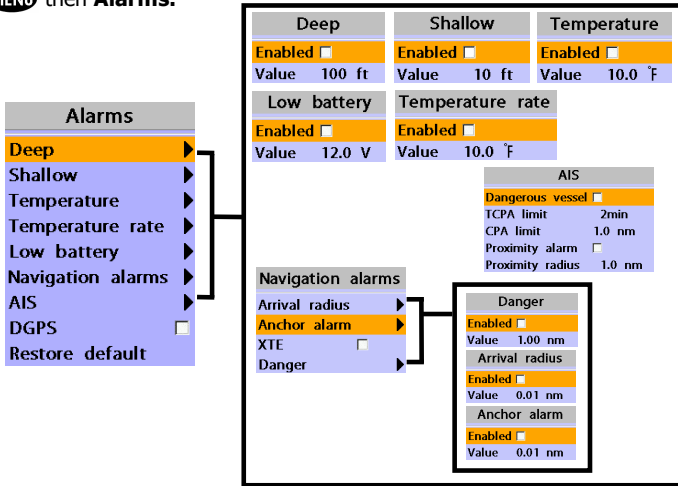 MENU then Alarms.
Alarms
Deep
Shallow
Temperature
Temperature rate
Low battery
Navigation alarms
AIS
DGPS
Restore default
Deep
Enabled
Value 100 ft
Shallow
Enabled
Value 10 ft
Temperature
Enabled
Value 10.0 °F
Low battery
Enabled
Value 12.0 V
Temperature rate
Enabled
Value 10.0 °F
AIS
Dangerous vessel
TCPA limit 2min
CPA limit 1.0 nm
Proximity alarm
Proximity radius 1.0 nm
Navigation alarms
Arrival radius
Anchor alarm
XTE
Danger
Danger
Enabled
Value 1.00 nm
Arrival radius
Enabled
Value 0.01 nm
Anchor alarm
Enabled
Value 0.01 nm